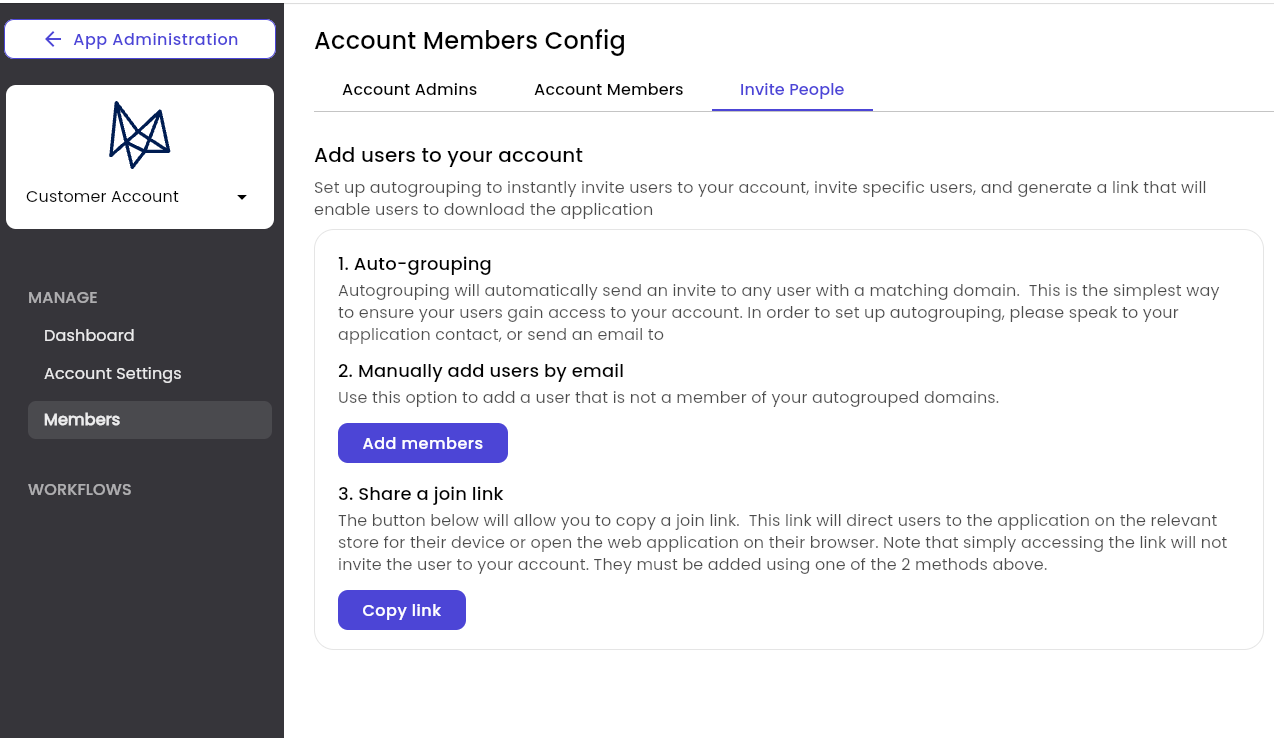 App Administration
Customer Account
MANAGE
Dashboard
Account Settings
Members
WORKFLOWS
Account Members Config
Account Admins
Account Members
Invite People
Add users to your account
Set up autogrouping to instantly invite users to your account, invite specific users, and generate a link that will
enable users to download the application
1. Auto-grouping
Autogrouping will automatically send an invite to any user with a matching domain.  This is the simplest way
to ensure your users gain access to your account. In order to set up autogrouping, please speak to your
application contact, or send an email to
2. Manually add users by email
Use this option to add a user that is not a member of your autogrouped domains.
Add members
3. Share a join link
The button below will allow you to copy a join link.  This link will direct users to the application on the relevant
store for their device or open the web application on their browser. Note that simply accessing the link will not
invite the user to your account. They must be added using one of the 2 methods above.
Copy link